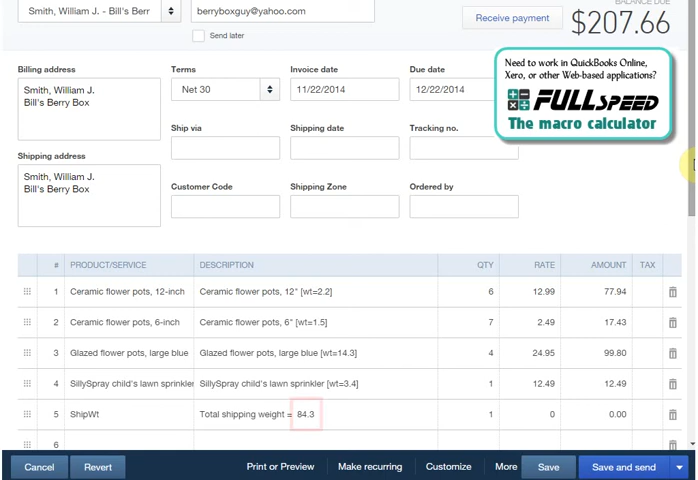 Smith, William J. - Bill's Berr
berryboxguy@yahoo.com
Send later
Receive payment
BALANCE DUE
$207.66
Need to work in QuickBooks Online,
Xero, or other Web-based applications?
FULLSPEED
The macro calculator
Billing address
Smith, William J.
Bill's Berry Box
Terms
Net 30
Invoice date
11/22/2014
Due date
12/22/2014
Ship via
Shipping date
Tracking no.
Shipping address
Smith, William J.
Bill's Berry Box
Customer Code
Shipping Zone
Ordered by
# PRODUCT/SERVICE DESCRIPTION QTY RATE AMOUNT TAX
1 Ceramic flower pots, 12-inch Ceramic flower pots, 12" [wt=2.2] 6 12.99 77.94
2 Ceramic flower pots, 6-inch Ceramic flower pots, 6" [wt=1.5] 7 2.49 17.43
3 Glazed flower pots, large blue Glazed flower pots, large blue [wt=14.3] 4 24.95 99.80
4 SillySpray child's lawn sprinkler SillySpray child's lawn sprinkler [wt=3.4] 1 12.49 12.49
5 ShipWt Total shipping weight = 84.3 1 0 0.00
6
Cancel Revert Print or Preview Make recurring Customize More Save Save and send